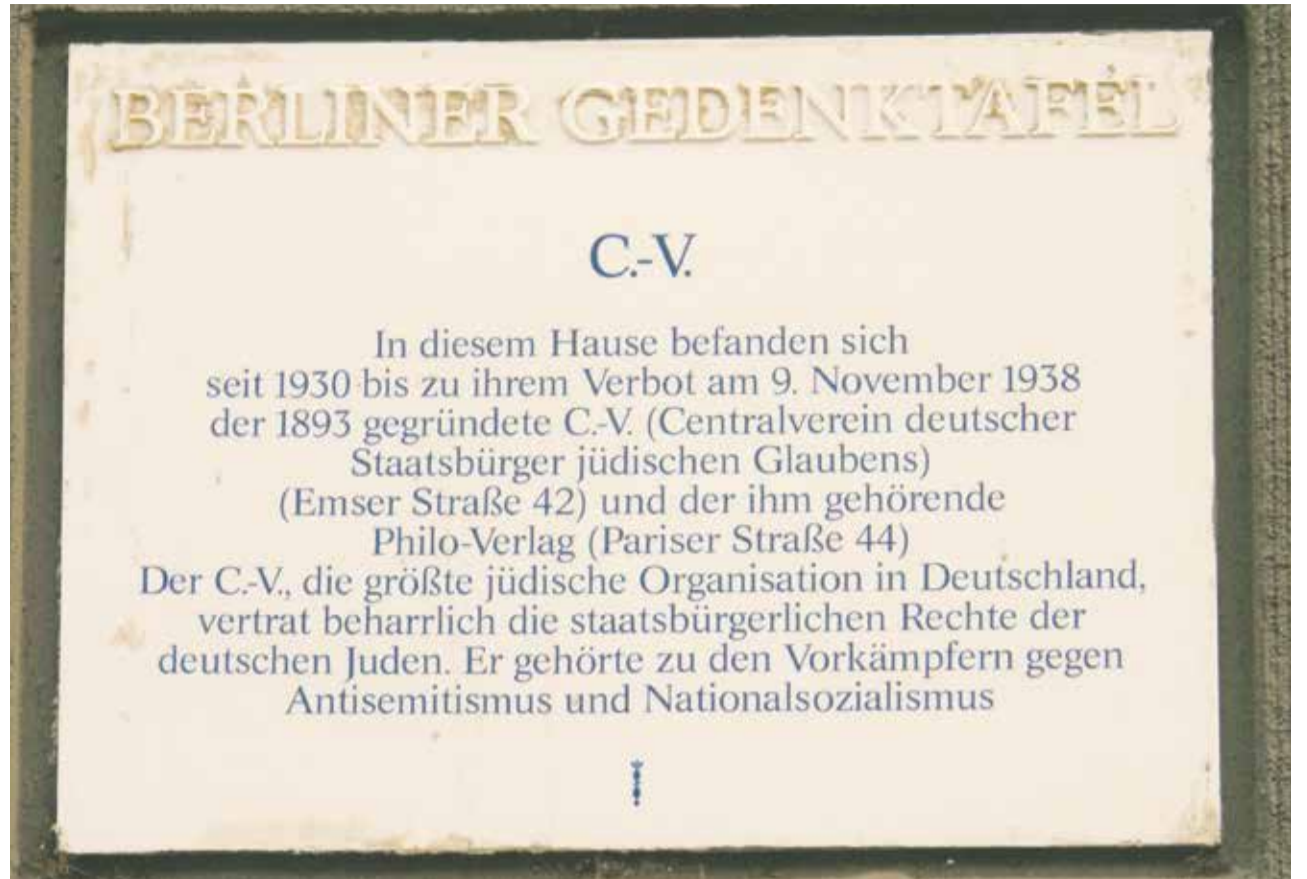 BERLINER GEDENKTAFEL
C.-V.
In diesem Hause befanden sich
seit 1930 bis zu ihrem Verbot am 9. November 1938
der 1893 gegründete C.-V. (Centralverein deutscher
Staatsbürger jüdischen Glaubens)
(Emser Straße 42) und der ihm gehörende
Philo-Verlag (Pariser Straße 44)
Der C.-V., die größte jüdische Organisation in Deutschland,
vertrat beharrlich die staatsbürgerlichen Rechte der
deutschen Juden. Er gehörte zu den Vorkämpfern gegen
Antisemitismus und Nationalsozialismus